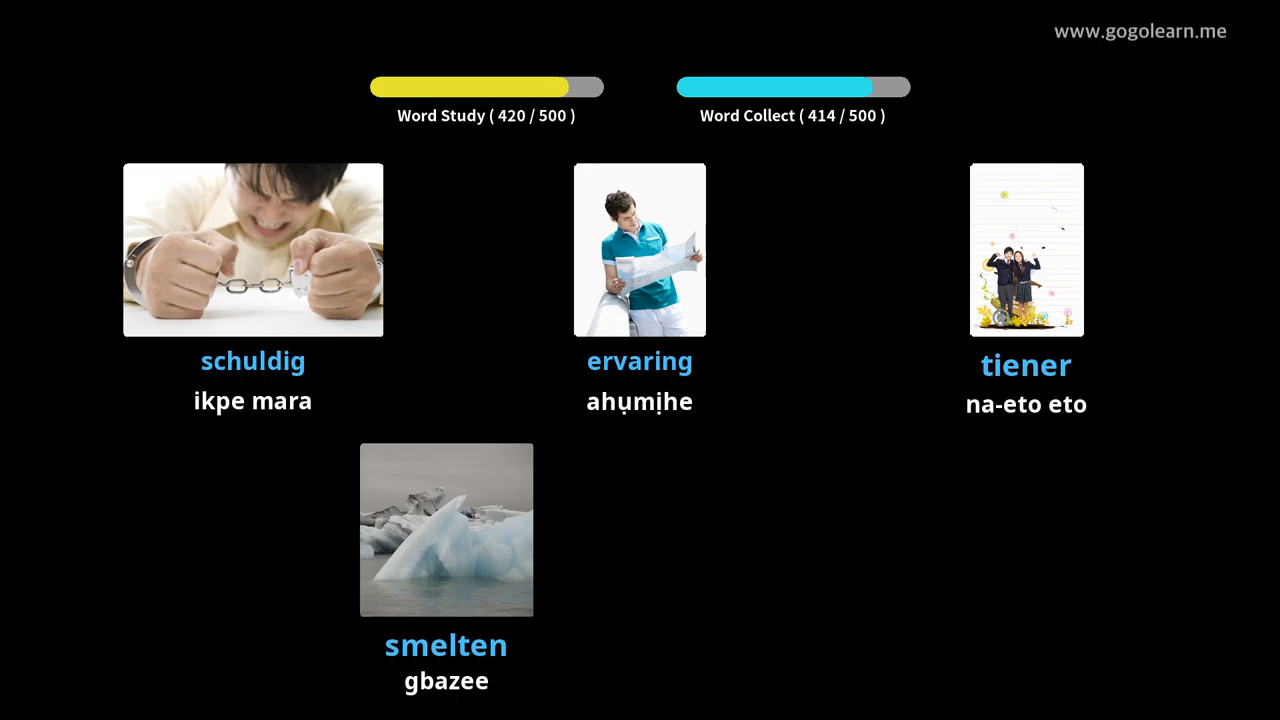 www.gogolearn.me
Word Study ( 420 / 500 )
Word Collect ( 414 / 500 )
schuldig
ikpe mara
ervaring
ahụmịhe
tiener
na-eto eto
smelten
gbazee